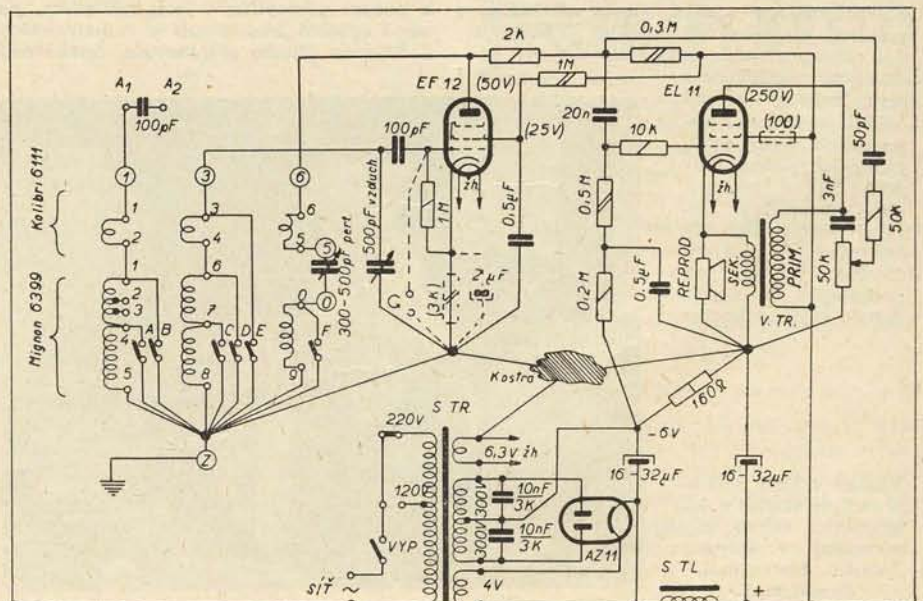 A1 A2
100pF
Kolibri 6111
Mignon 6399
1
3
6
1
2
1
2
3
4
5
A B
3
4
6
7
8
C D E
6
5
5
300-500pF pert.
0
0
9
F
Z
500pF vzduch.
100pF
G
EF 12 (50V)
(25V)
žh.
1M
(3K)
2µF
0,5µF
2K
1M
0,3M
20n
10K
0,5M
0,2M
0,5µF
EL 11
(250V)
(100)
žh.
REPROD
SEK.
PRIM.
V. TR.
3nF
50K
50pF
50K
Kostra
160Ω
-6V
16-32µF
16-32µF
S. TR.
220V
120V
VYP.
SÍŤ ~
6,3V žh
300V
300V
10nF
3K
10nF
3K
4V
AZ11
S. TL.
+